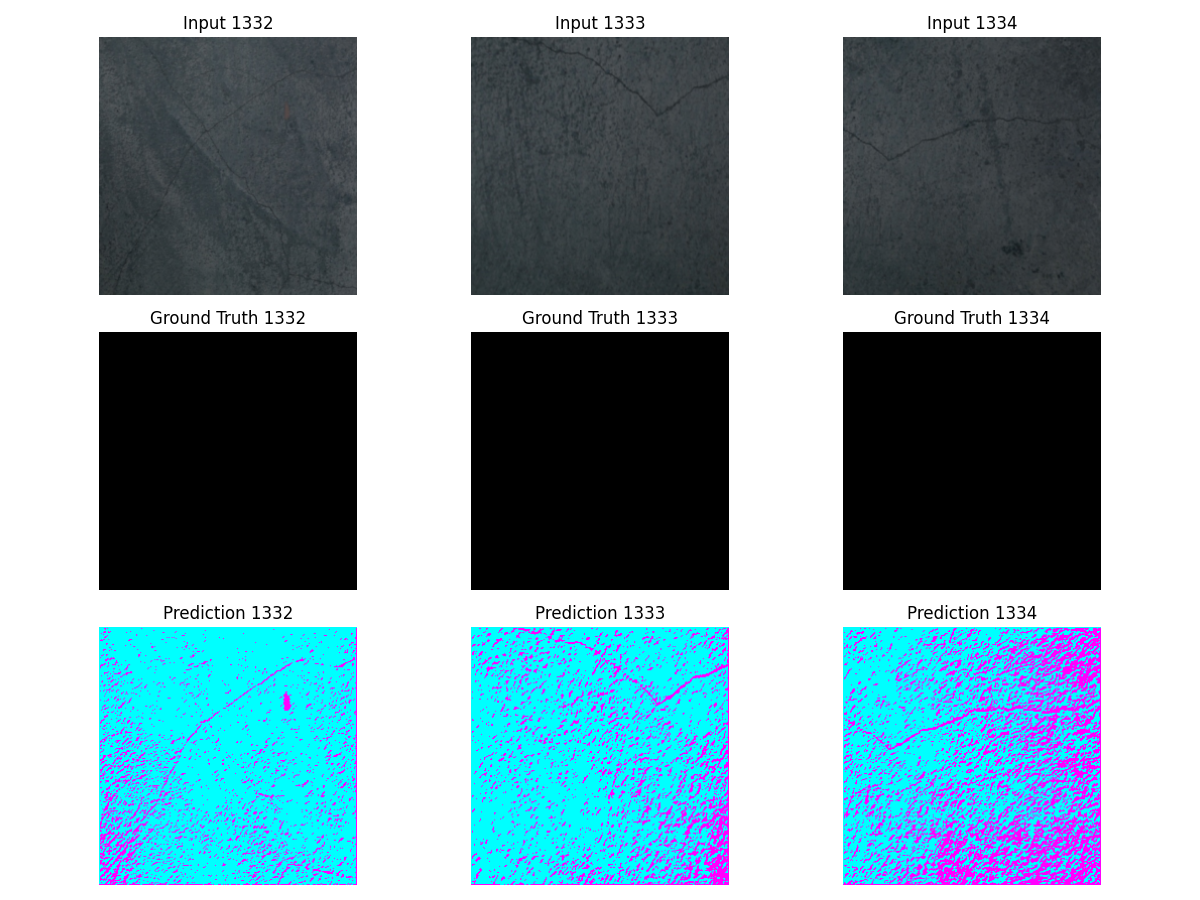 Input 1332
Input 1333
Input 1334
Ground Truth 1332
Ground Truth 1333
Ground Truth 1334
Prediction 1332
Prediction 1333
Prediction 1334